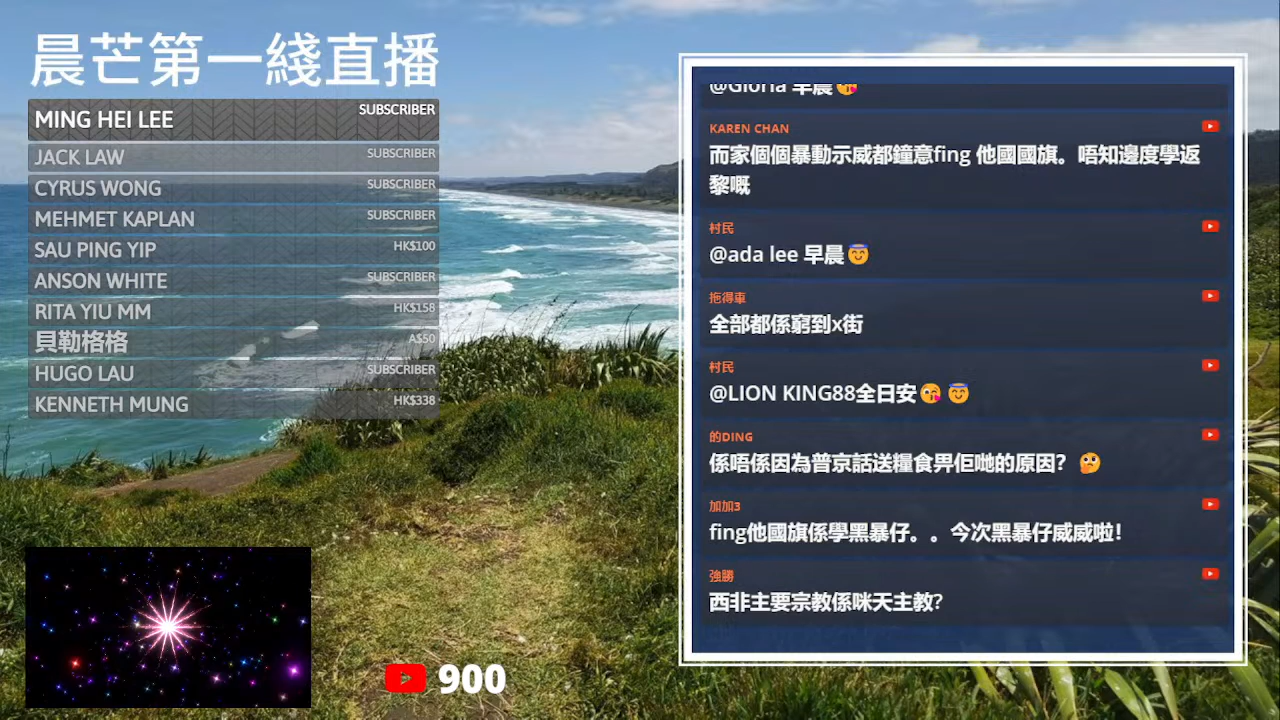 晨芒第一綫直播
MING HEI LEE SUBSCRIBER
JACK LAW SUBSCRIBER
CYRUS WONG SUBSCRIBER
MEHMET KAPLAN SUBSCRIBER
SAU PING YIP HK$100
ANSON WHITE SUBSCRIBER
RITA YIU MM HK$158
貝勒格格 A$50
HUGO LAU SUBSCRIBER
KENNETH MUNG HK$338
900
@Gloria 早晨😘
KAREN CHAN
而家個個暴動示威都鐘意fing 他國國旗。唔知邊度學返
黎嘅
村民
@ada lee 早晨😇
拖得車
全部都係窮到x街
村民
@LION KING88全日安😘😇
的DING
係唔係因為普京話送糧食畀佢哋的原因? 🤔
加加3
fing他國旗係學黑暴仔。。今次黑暴仔威威啦!
強勝
西非主要宗教係咪天主教?